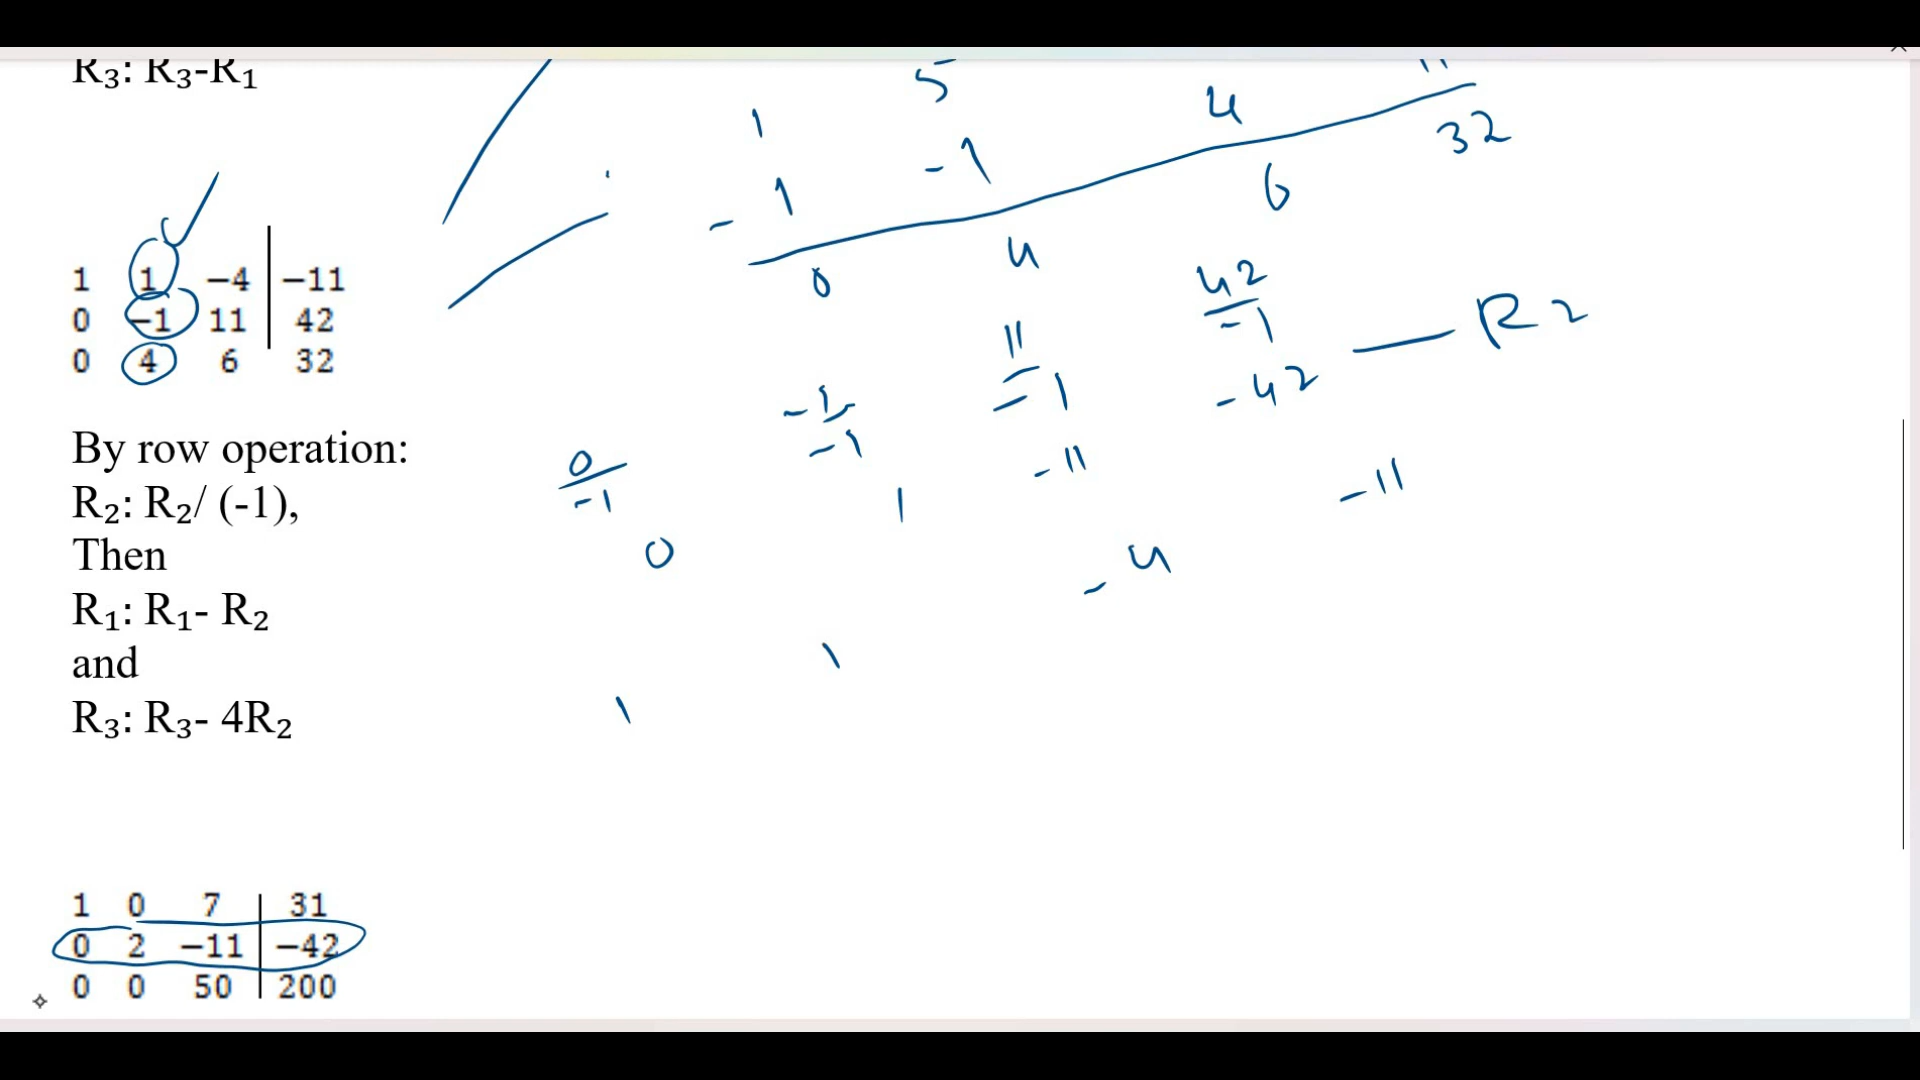 R₃: R₃-R₁
5
11
1
4
-1
32
- 1
6
4
0
1 1 -4 | -11
0 -1 11 | 42
0 4 6 | 32
42/-1
R2
11/-1
-42
-1/-1
0/-1
-11
-11
1
0
-4
1
1
By row operation:
R₂: R₂/ (-1),
Then
R₁: R₁- R₂
and
R₃: R₃- 4R₂
1 0 7 | 31
0 2 -11 | -42
0 0 50 | 200